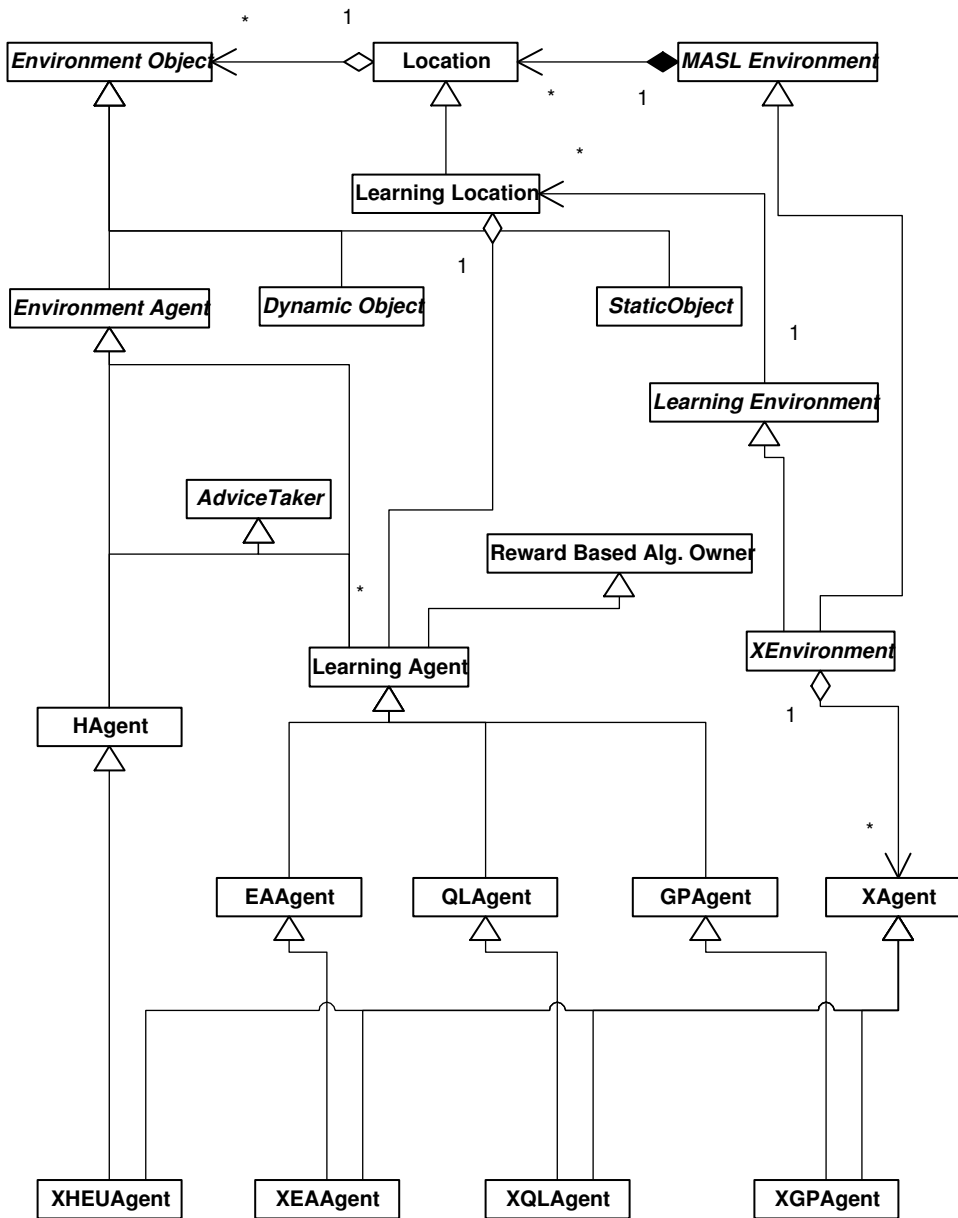 * 1
Environment Object Location MASL Environment
* 1
*
Learning Location
1
Environment Agent Dynamic Object StaticObject
1
Learning Environment
AdviceTaker
Reward Based Alg. Owner
*
Learning Agent XEnvironment
HAgent 1
*
EAAgent QLAgent GPAgent XAgent
XHEUAgent XEAAgent XQLAgent XGPAgent